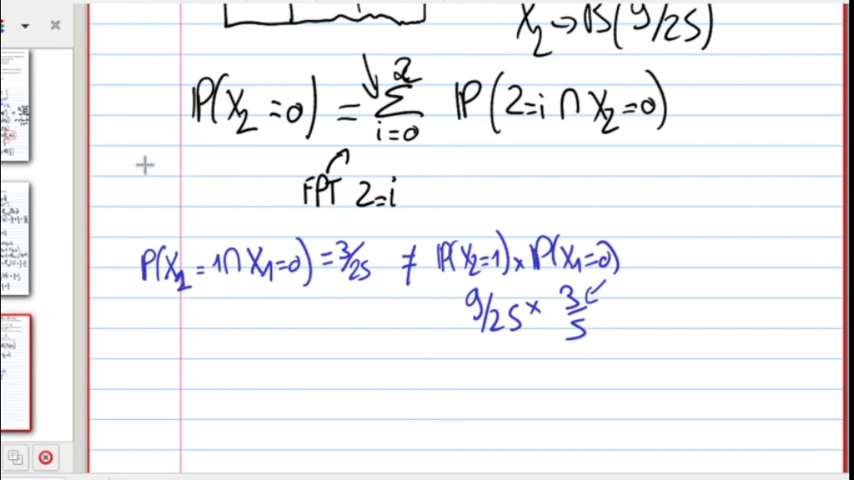 X₂ ↪ B(9/25)
P(X₂=0) = Σ P(Z=i ∩ X₂=0)
2
i=0
FPT Z=i
P(X₂=1∩X₁=0) = 3/25 ≠ P(X₂=1) × P(X₁=0)
9/25 × 3/5